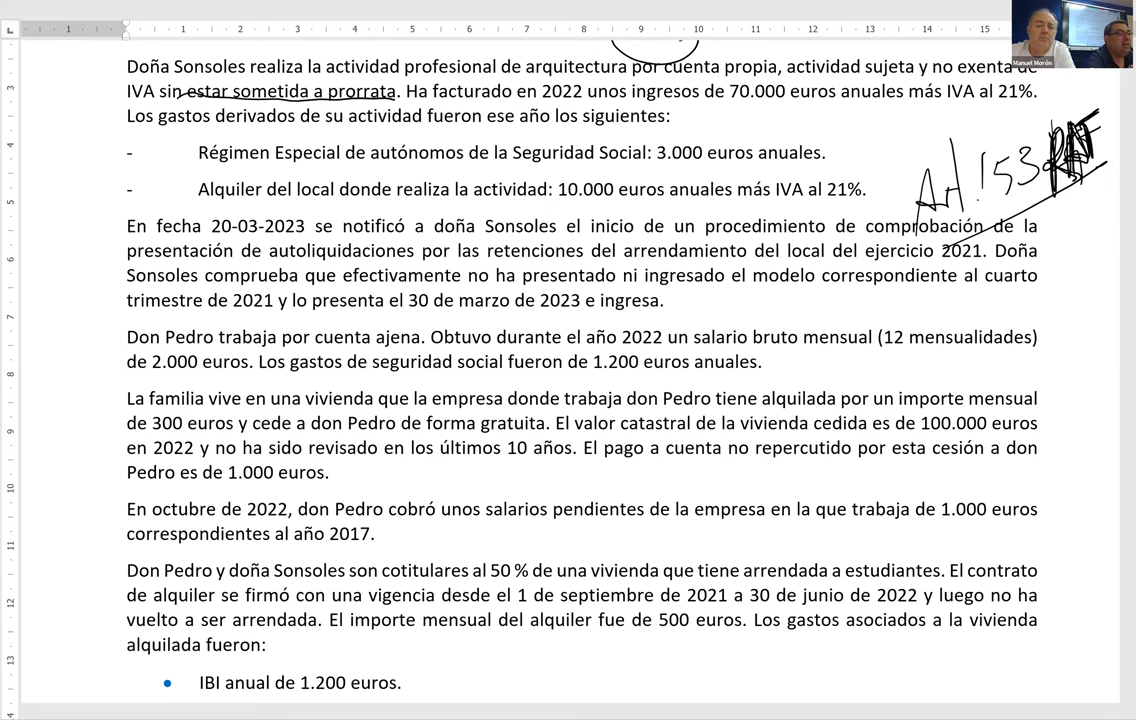 Manuel Morón
Doña Sonsoles realiza la actividad profesional de arquitectura por cuenta propia, actividad sujeta y no exenta de
IVA sin estar sometida a prorrata. Ha facturado en 2022 unos ingresos de 70.000 euros anuales más IVA al 21%.
Los gastos derivados de su actividad fueron ese año los siguientes:
- Régimen Especial de autónomos de la Seguridad Social: 3.000 euros anuales.
- Alquiler del local donde realiza la actividad: 10.000 euros anuales más IVA al 21%.
Art. 153
En fecha 20-03-2023 se notificó a doña Sonsoles el inicio de un procedimiento de comprobación de la
presentación de autoliquidaciones por las retenciones del arrendamiento del local del ejercicio 2021. Doña
Sonsoles comprueba que efectivamente no ha presentado ni ingresado el modelo correspondiente al cuarto
trimestre de 2021 y lo presenta el 30 de marzo de 2023 e ingresa.
Don Pedro trabaja por cuenta ajena. Obtuvo durante el año 2022 un salario bruto mensual (12 mensualidades)
de 2.000 euros. Los gastos de seguridad social fueron de 1.200 euros anuales.
La familia vive en una vivienda que la empresa donde trabaja don Pedro tiene alquilada por un importe mensual
de 300 euros y cede a don Pedro de forma gratuita. El valor catastral de la vivienda cedida es de 100.000 euros
en 2022 y no ha sido revisado en los últimos 10 años. El pago a cuenta no repercutido por esta cesión a don
Pedro es de 1.000 euros.
En octubre de 2022, don Pedro cobró unos salarios pendientes de la empresa en la que trabaja de 1.000 euros
correspondientes al año 2017.
Don Pedro y doña Sonsoles son cotitulares al 50 % de una vivienda que tiene arrendada a estudiantes. El contrato
de alquiler se firmó con una vigencia desde el 1 de septiembre de 2021 a 30 de junio de 2022 y luego no ha
vuelto a ser arrendada. El importe mensual del alquiler fue de 500 euros. Los gastos asociados a la vivienda
alquilada fueron:
• IBI anual de 1.200 euros.